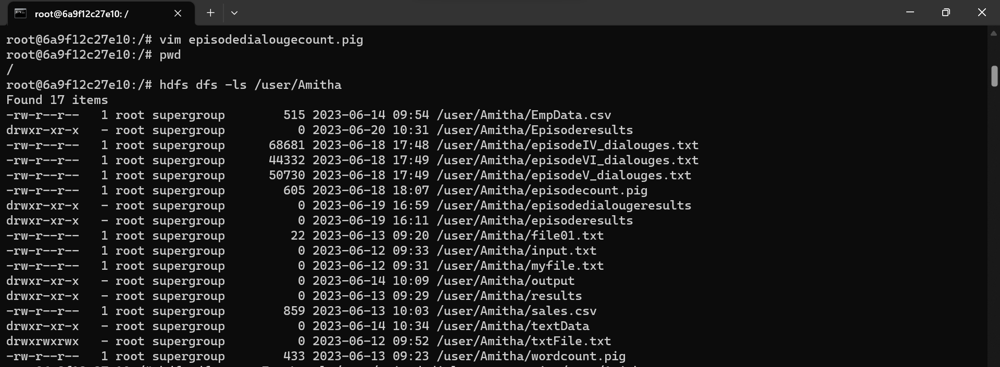 root@6a9f12c27e10: /
root@6a9f12c27e10:/# vim episodedialougecount.pig
root@6a9f12c27e10:/# pwd
/
root@6a9f12c27e10:/# hdfs dfs -ls /user/Amitha
Found 17 items
-rw-r--r--   1 root supergroup        515 2023-06-14 09:54 /user/Amitha/EmpData.csv
drwxr-xr-x   - root supergroup          0 2023-06-20 10:31 /user/Amitha/Episoderesults
-rw-r--r--   1 root supergroup      68681 2023-06-18 17:48 /user/Amitha/episodeIV_dialouges.txt
-rw-r--r--   1 root supergroup      44332 2023-06-18 17:49 /user/Amitha/episodeVI_dialouges.txt
-rw-r--r--   1 root supergroup      50730 2023-06-18 17:49 /user/Amitha/episodeV_dialouges.txt
-rw-r--r--   1 root supergroup        605 2023-06-18 18:07 /user/Amitha/episodecount.pig
drwxr-xr-x   - root supergroup          0 2023-06-19 16:59 /user/Amitha/episodedialougeresults
drwxr-xr-x   - root supergroup          0 2023-06-19 16:11 /user/Amitha/episoderesults
-rw-r--r--   1 root supergroup         22 2023-06-13 09:20 /user/Amitha/file01.txt
-rw-r--r--   1 root supergroup          0 2023-06-12 09:33 /user/Amitha/input.txt
-rw-r--r--   1 root supergroup          0 2023-06-12 09:31 /user/Amitha/myfile.txt
drwxr-xr-x   - root supergroup          0 2023-06-14 10:09 /user/Amitha/output
drwxr-xr-x   - root supergroup          0 2023-06-13 09:29 /user/Amitha/results
-rw-r--r--   1 root supergroup        859 2023-06-13 10:03 /user/Amitha/sales.csv
drwxr-xr-x   - root supergroup          0 2023-06-14 10:34 /user/Amitha/textData
drwxrwxrwx   - root supergroup          0 2023-06-12 09:52 /user/Amitha/txtFile.txt
-rw-r--r--   1 root supergroup        433 2023-06-13 09:23 /user/Amitha/wordcount.pig